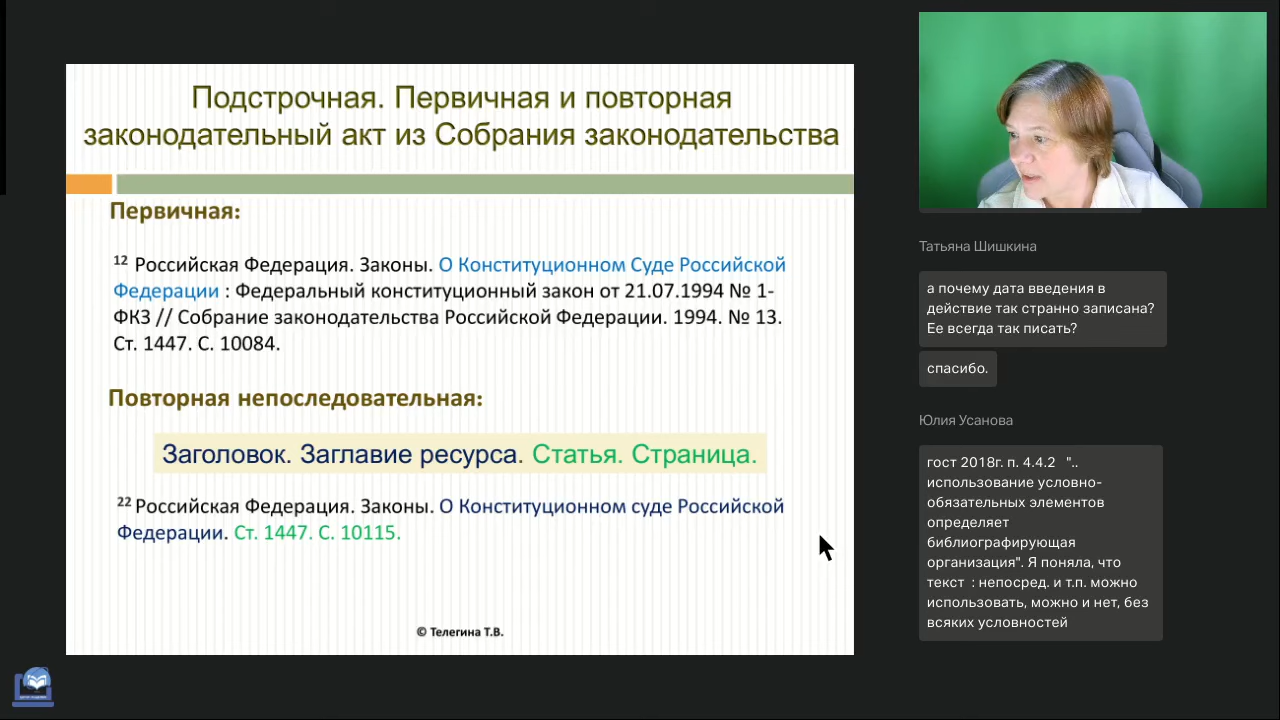 Подстрочная. Первичная и повторная
законодательный акт из Собрания законодательства
Первичная:
12 Российская Федерация. Законы. О Конституционном Суде Российской
Федерации : Федеральный конституционный закон от 21.07.1994 № 1-
ФКЗ // Собрание законодательства Российской Федерации. 1994. № 13.
Ст. 1447. С. 10084.
Повторная непоследовательная:
Заголовок. Заглавие ресурса. Статья. Страница.
22 Российская Федерация. Законы. О Конституционном суде Российской
Федерации. Ст. 1447. С. 10115.
© Телегина Т.В.
Татьяна Шишкина
а почему дата введения в
действие так странно записана?
Ее всегда так писать?
спасибо.
Юлия Усанова
гост 2018г. п. 4.4.2 "..
использование условно-
обязательных элементов
определяет
библиографирующая
организация". Я поняла, что
текст : непосред. и т.п. можно
использовать, можно и нет, без
всяких условностей